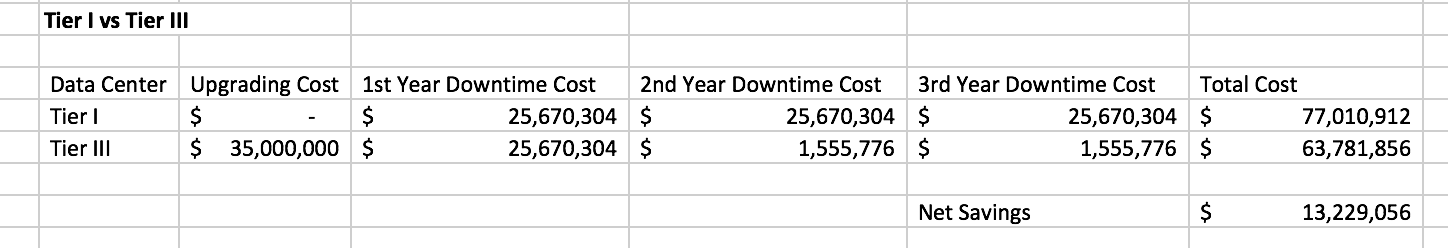 Tier I vs Tier III
Data Center Upgrading Cost 1st Year Downtime Cost 2nd Year Downtime Cost 3rd Year Downtime Cost Total Cost
Tier I $ - $ 25,670,304 $ 25,670,304 $ 25,670,304 $ 77,010,912
Tier III $ 35,000,000 $ 25,670,304 $ 1,555,776 $ 1,555,776 $ 63,781,856
Net Savings $ 13,229,056